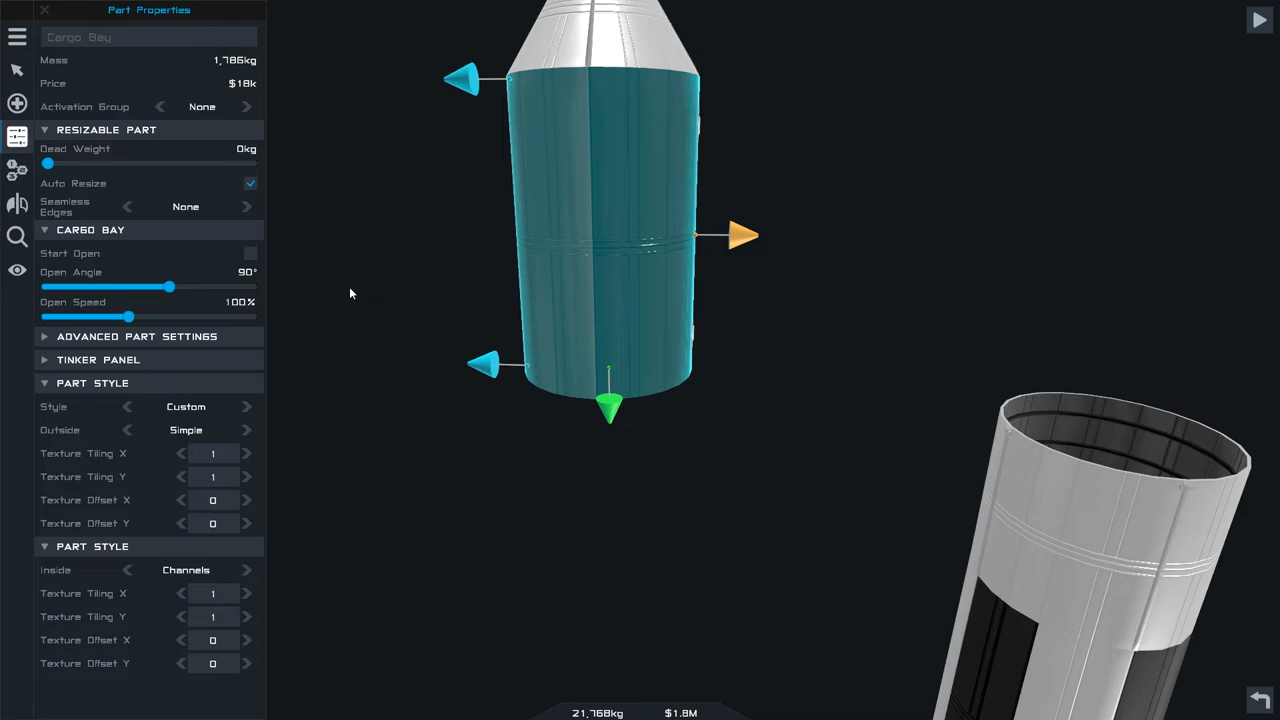 Part Properties
Cargo Bay
Mass 1,786kg
Price $18k
Activation Group None
RESIZABLE PART
Dead Weight 0kg
Auto Resize
Seamless Edges None
CARGO BAY
Start Open
Open Angle 90°
Open Speed 100%
ADVANCED PART SETTINGS
TINKER PANEL
PART STYLE
Style Custom
Outside Simple
Texture Tiling X 1
Texture Tiling Y 1
Texture Offset X 0
Texture Offset Y 0
PART STYLE
Inside Channels
Texture Tiling X 1
Texture Tiling Y 1
Texture Offset X 0
Texture Offset Y 0
21,768kg $1.8M